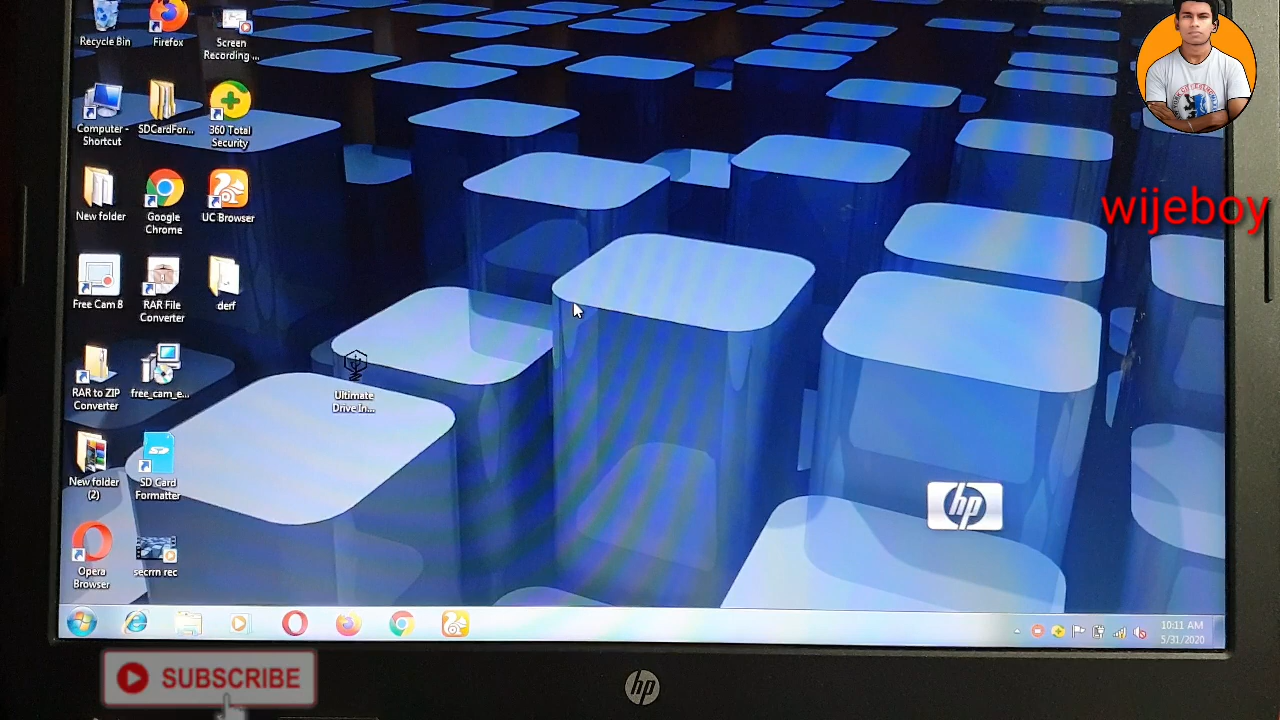 Recycle Bin
Firefox
Screen
Recording ...
Computer -
Shortcut
SDCardFor...
360 Total
Security
New folder
Google
Chrome
UC Browser
Free Cam 8
RAR File
Converter
derf
RAR to ZIP
Converter
free_cam_e...
Ultimate
Drive In...
New folder
(2)
SD Card
Formatter
Opera
Browser
secrrn rec
hp
wijeboy
10:11 AM
5/31/2020
SUBSCRIBE
hp